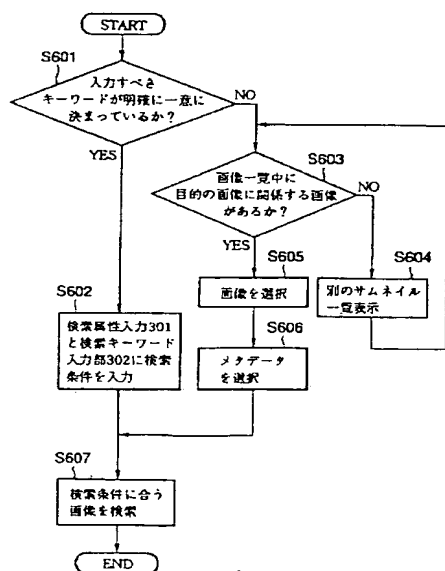 START
S601
入力すべき
キーワードが明確に一意に
決まっているか？
NO
YES
S603
画像一覧中に
目的の画像に関係する画像
があるか？
NO
YES
S605
画像を選択
S604
別のサムネイル
一覧表示
S602
検索属性入力301
と検索キーワード
入力部302に検索
条件を入力
S606
メタデータ
を選択
S607
検索条件に合う
画像を検索
END